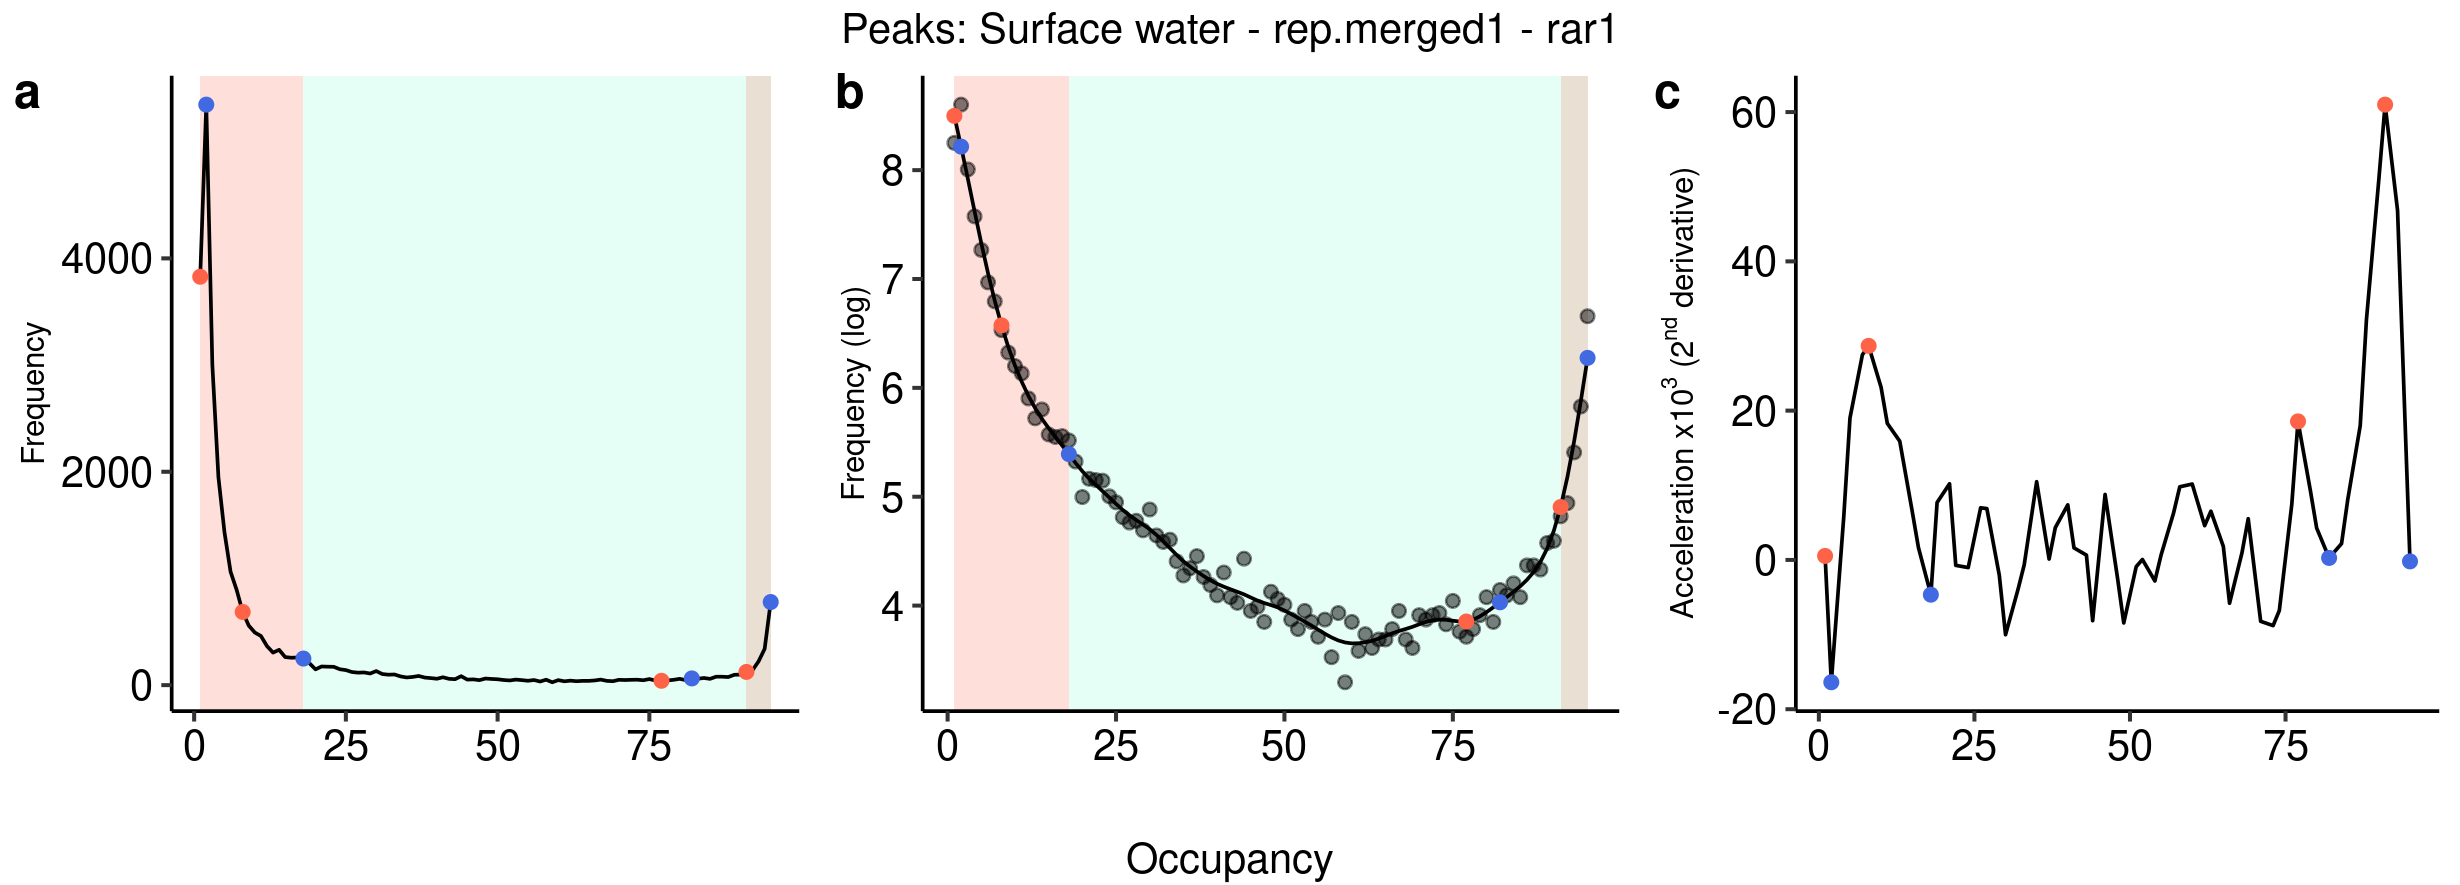 Peaks: Surface water - rep.merged1 - rar1
a
Frequency
4000
2000
0
0 25 50 75
b
Frequency (log)
8
7
6
5
4
0 25 50 75
c
Acceleration x10³ (2ⁿᵈ derivative)
60
40
20
0
-20
0 25 50 75
Occupancy